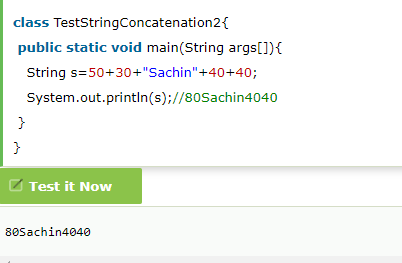 class TestStringConcatenation2{
public static void main(String args[]){
String s=50+30+"Sachin"+40+40;
System.out.println(s);//80Sachin4040
}
}
Test it Now
80Sachin4040